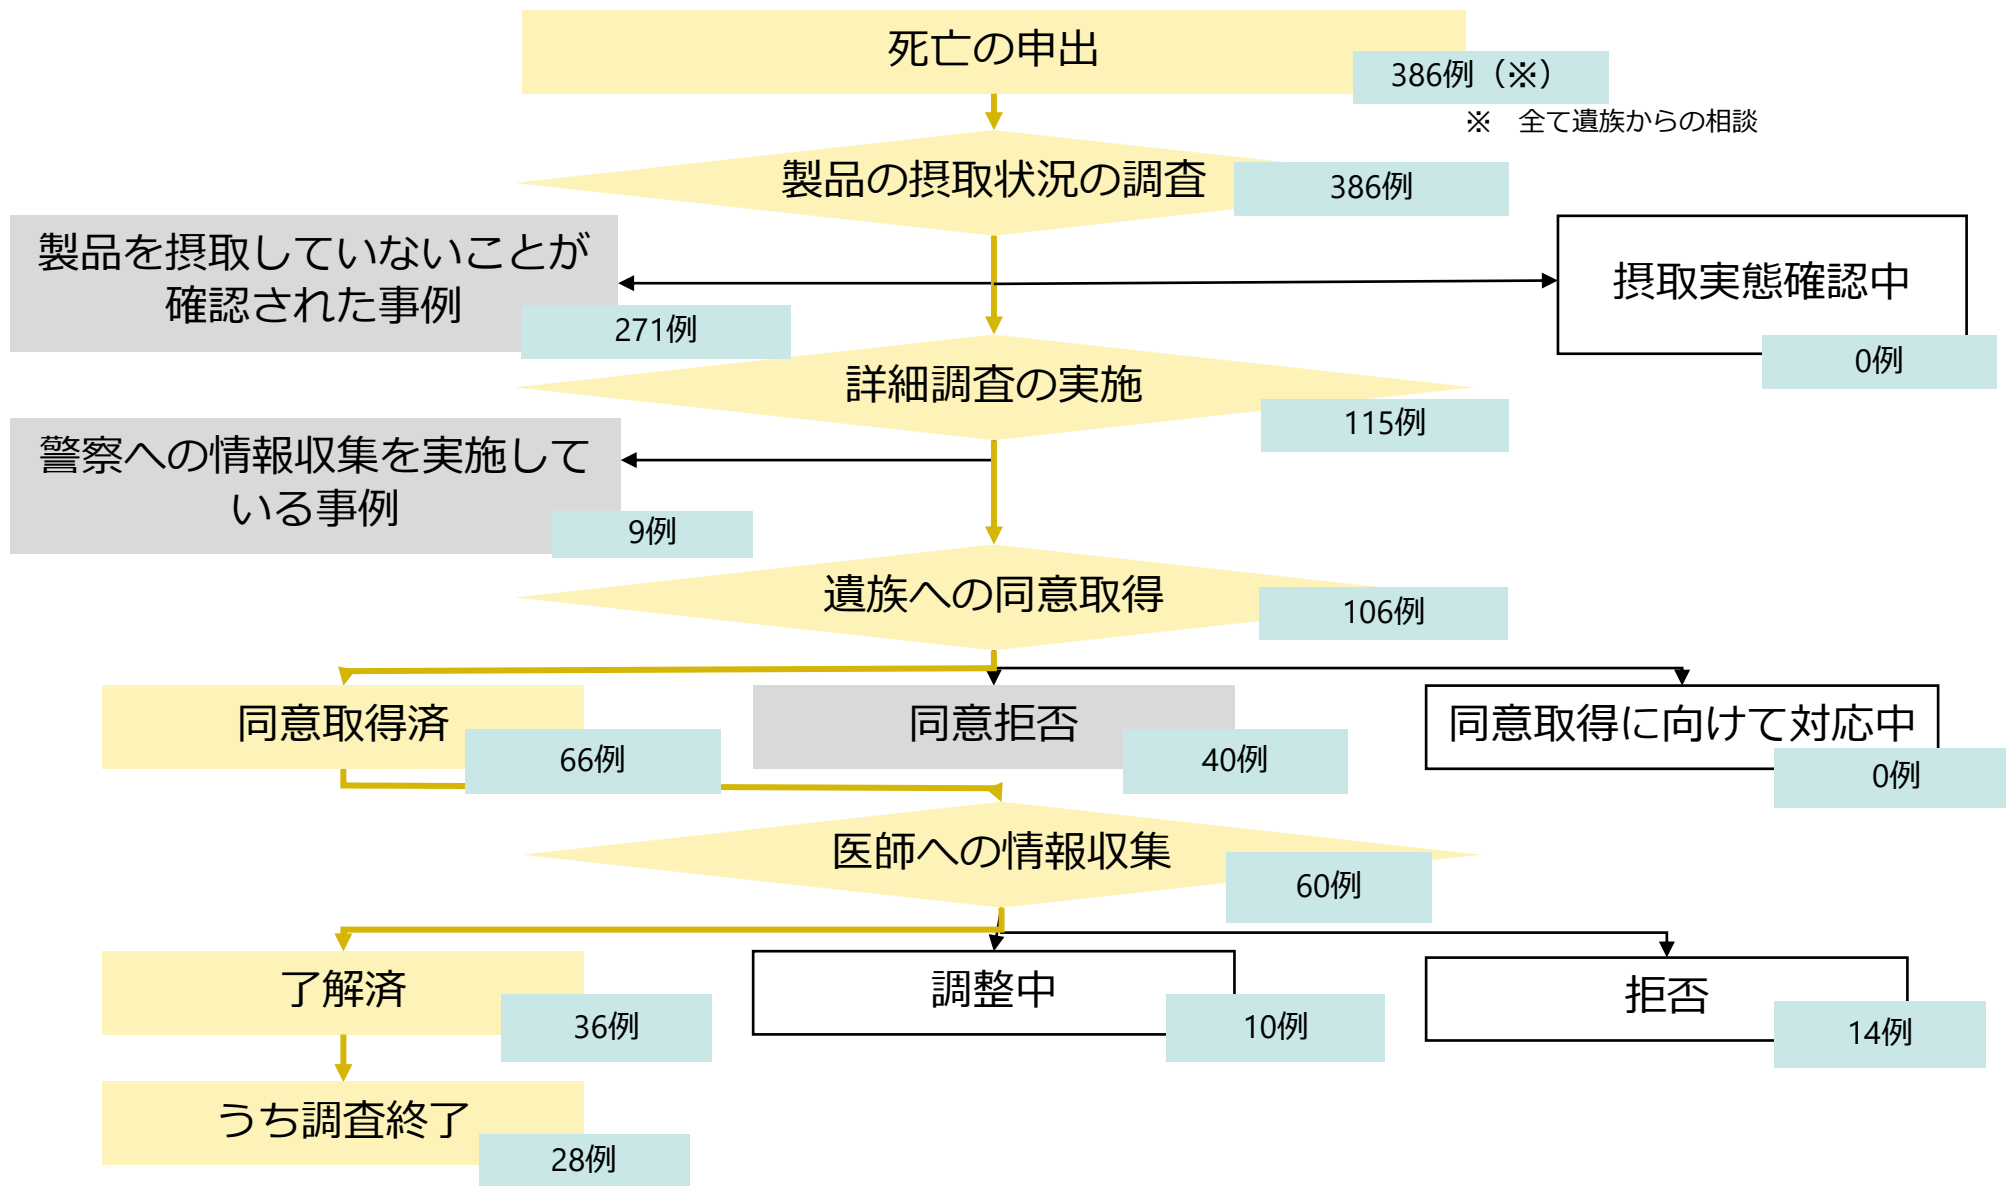 死亡の申出
386例（※）
※　全て遺族からの相談
製品の摂取状況の調査
386例
製品を摂取していないことが
確認された事例
271例
摂取実態確認中
0例
詳細調査の実施
115例
警察への情報収集を実施して
いる事例
9例
遺族への同意取得
106例
同意取得済
66例
同意拒否
40例
同意取得に向けて対応中
0例
医師への情報収集
60例
了解済
36例
調整中
10例
拒否
14例
うち調査終了
28例